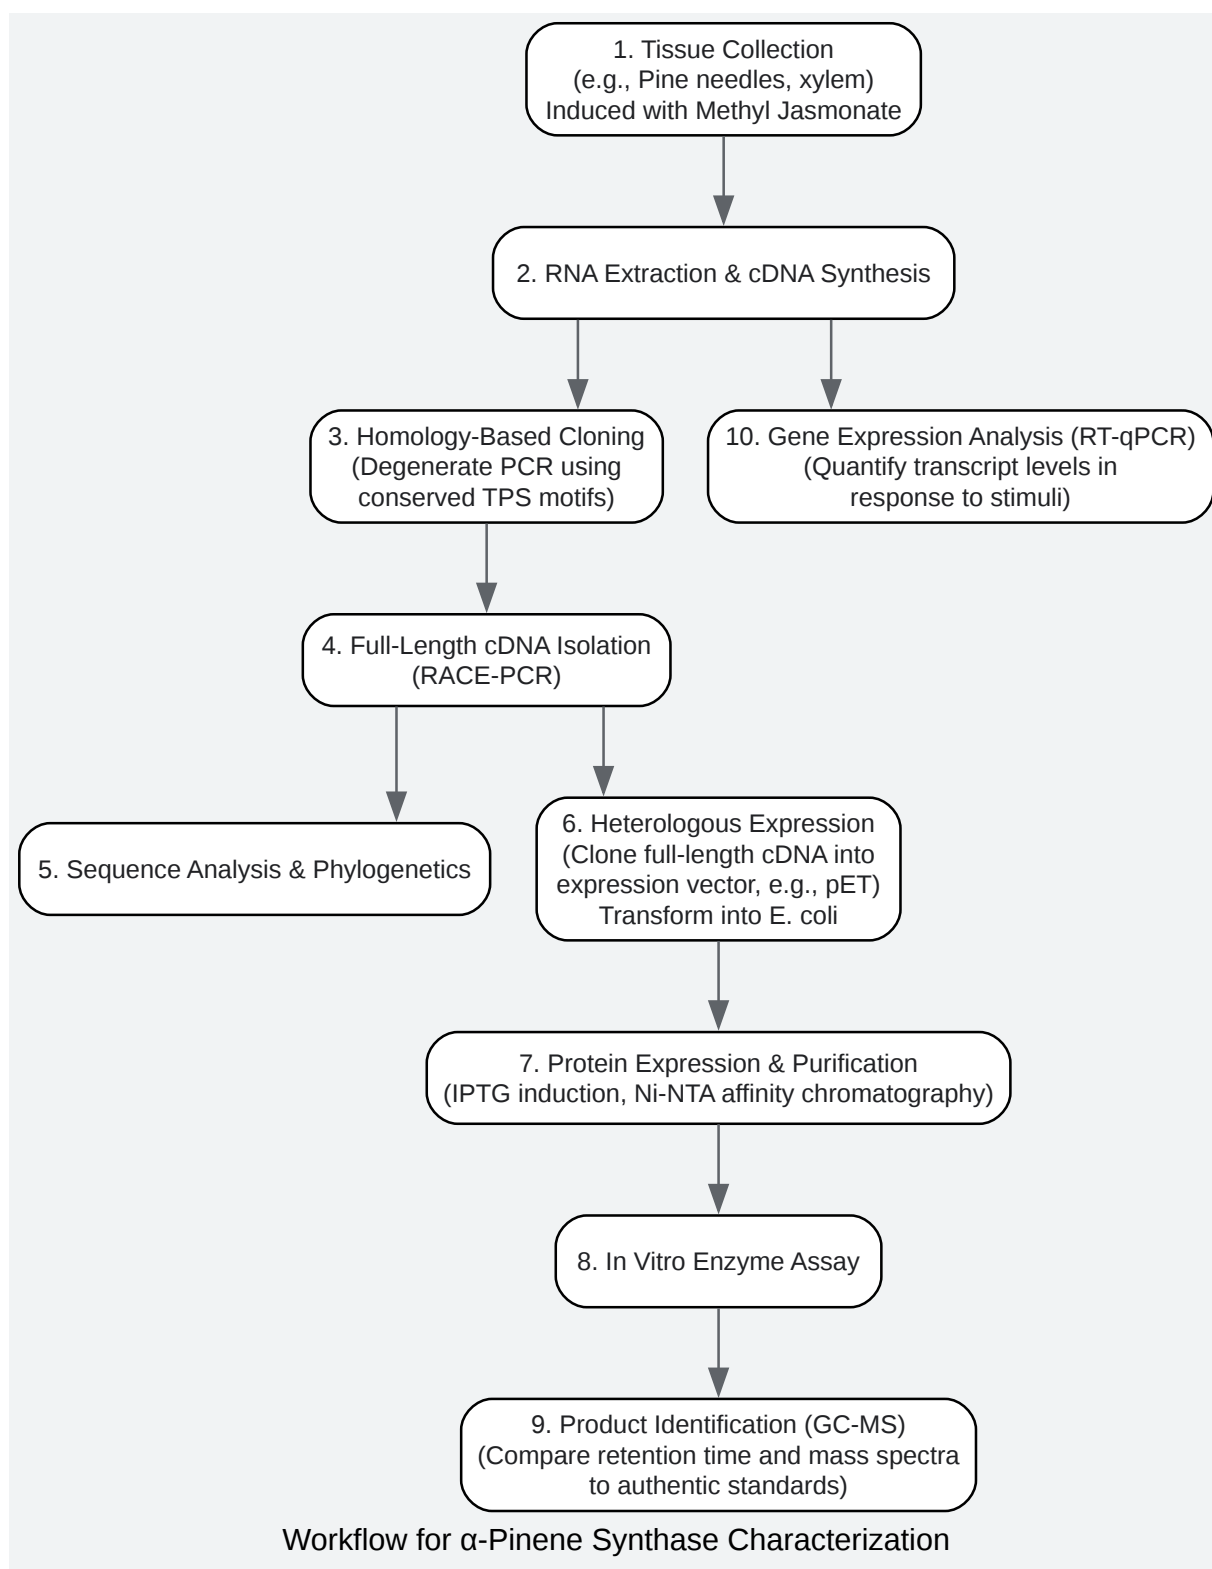 1. Tissue Collection
(e.g., Pine needles, xylem)
Induced with Methyl Jasmonate
2. RNA Extraction & cDNA Synthesis
3. Homology-Based Cloning
(Degenerate PCR using
conserved TPS motifs)
10. Gene Expression Analysis (RT-qPCR)
(Quantify transcript levels in
response to stimuli)
4. Full-Length cDNA Isolation
(RACE-PCR)
5. Sequence Analysis & Phylogenetics
6. Heterologous Expression
(Clone full-length cDNA into
expression vector, e.g., pET)
Transform into E. coli
7. Protein Expression & Purification
(IPTG induction, Ni-NTA affinity chromatography)
8. In Vitro Enzyme Assay
9. Product Identification (GC-MS)
(Compare retention time and mass spectra
to authentic standards)
Workflow for α-Pinene Synthase Characterization